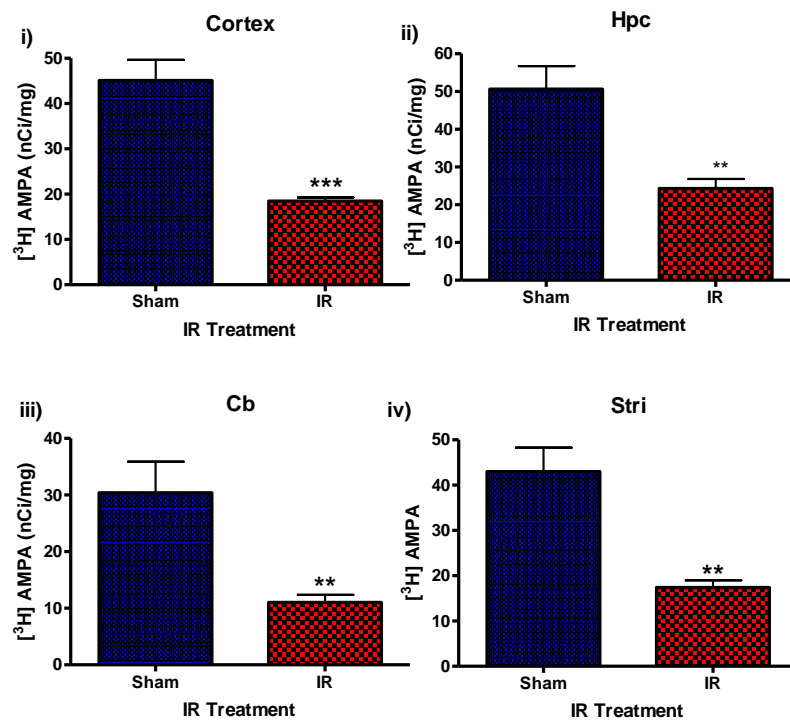 i)
Cortex
[³H] AMPA (nCi/mg)
50
40
30
20
10
0
***
Sham
IR
IR Treatment
ii)
Hpc
[³H] AMPA (nCi/mg)
60
50
40
30
20
10
0
**
Sham
IR
IR Treatment
iii)
Cb
[³H] AMPA (nCi/mg)
40
30
20
10
0
**
Sham
IR
IR Treatment
iv)
Stri
[³H] AMPA
50
40
30
20
10
0
**
Sham
IR
IR Treatment